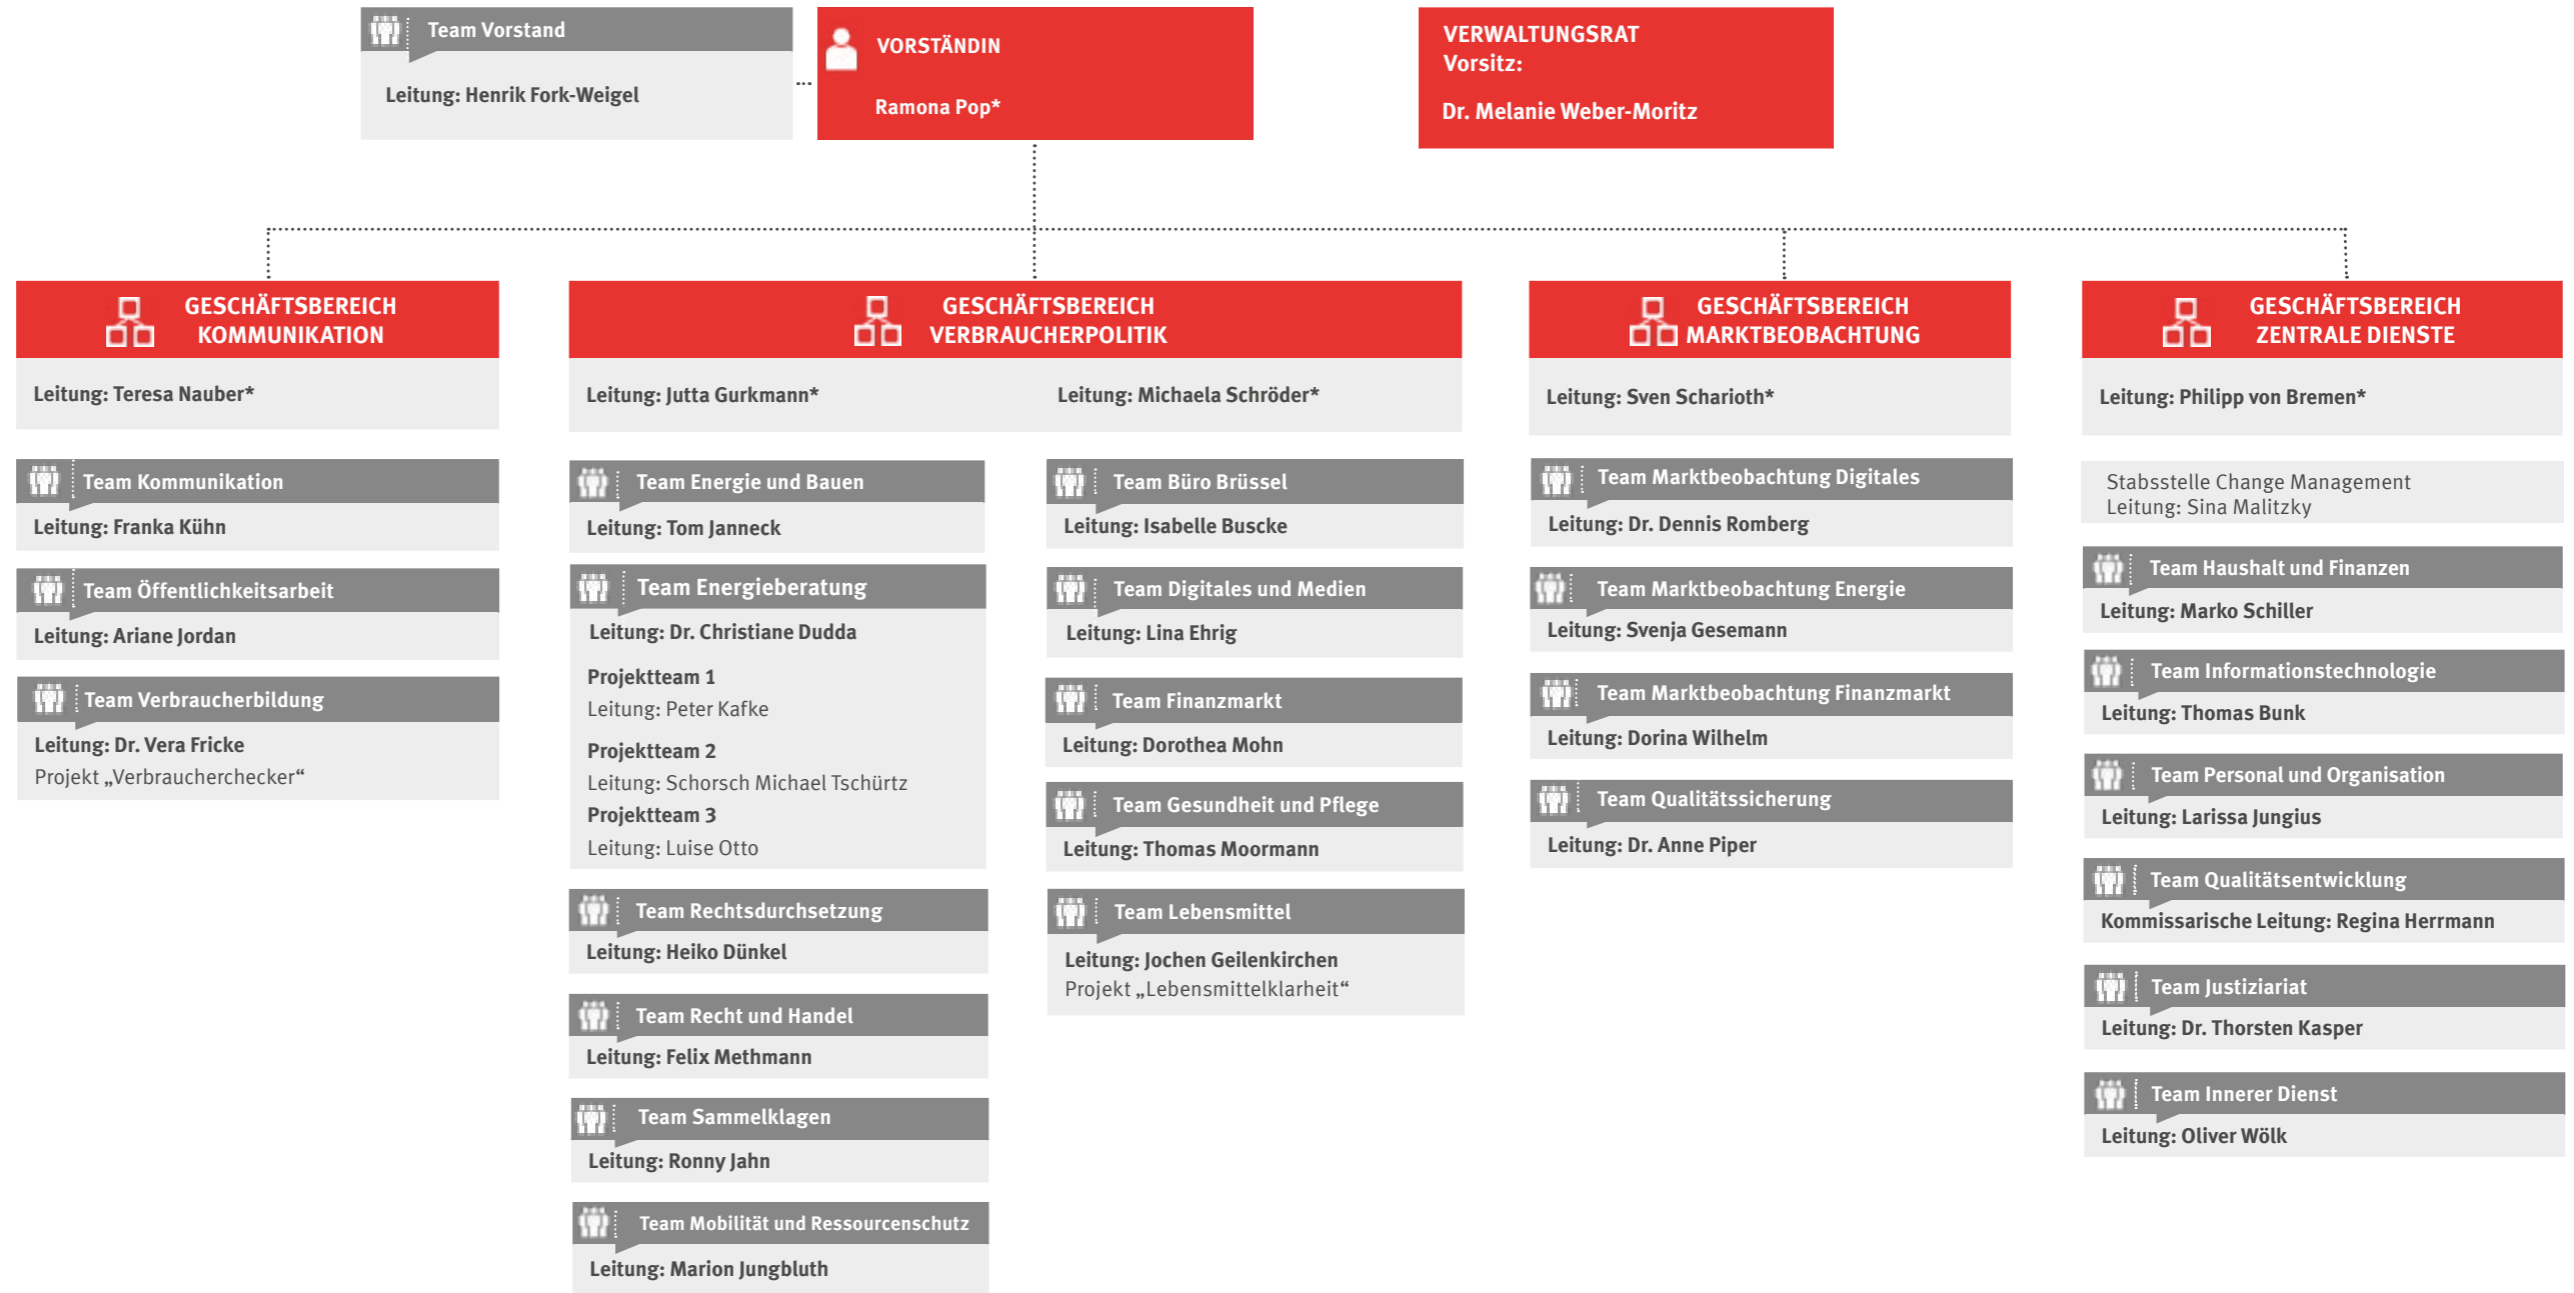 Team Vorstand
Leitung: Henrik Fork-Weigel
VORSTÄNDIN
Ramona Pop*
VERWALTUNGSRAT
Vorsitz:
Dr. Melanie Weber-Moritz
GESCHÄFTSBEREICH
KOMMUNIKATION
Leitung: Teresa Nauber*
Team Kommunikation
Leitung: Franka Kühn
Team Öffentlichkeitsarbeit
Leitung: Ariane Jordan
Team Verbraucherbildung
Leitung: Dr. Vera Fricke
Projekt „Verbraucherchecker“
GESCHÄFTSBEREICH
VERBRAUCHERPOLITIK
Leitung: Jutta Gurkmann*
Leitung: Michaela Schröder*
Team Energie und Bauen
Leitung: Tom Janneck
Team Energieberatung
Leitung: Dr. Christiane Dudda
Projektteam 1
Leitung: Peter Kafke
Projektteam 2
Leitung: Schorsch Michael Tschürtz
Projektteam 3
Leitung: Luise Otto
Team Rechtsdurchsetzung
Leitung: Heiko Dünkel
Team Recht und Handel
Leitung: Felix Methmann
Team Sammelklagen
Leitung: Ronny Jahn
Team Mobilität und Ressourcenschutz
Leitung: Marion Jungbluth
Team Büro Brüssel
Leitung: Isabelle Buscke
Team Digitales und Medien
Leitung: Lina Ehrig
Team Finanzmarkt
Leitung: Dorothea Mohn
Team Gesundheit und Pflege
Leitung: Thomas Moormann
Team Lebensmittel
Leitung: Jochen Geilenkirchen
Projekt „Lebensmittelklarheit“
GESCHÄFTSBEREICH
MARKTBEOBACHTUNG
Leitung: Sven Scharioth*
Team Marktbeobachtung Digitales
Leitung: Dr. Dennis Romberg
Team Marktbeobachtung Energie
Leitung: Svenja Gesemann
Team Marktbeobachtung Finanzmarkt
Leitung: Dorina Wilhelm
Team Qualitätssicherung
Leitung: Dr. Anne Piper
GESCHÄFTSBEREICH
ZENTRALE DIENSTE
Leitung: Philipp von Bremen*
Stabsstelle Change Management
Leitung: Sina Malitzky
Team Haushalt und Finanzen
Leitung: Marko Schiller
Team Informationstechnologie
Leitung: Thomas Bunk
Team Personal und Organisation
Leitung: Larissa Jungius
Team Qualitätsentwicklung
Kommissarische Leitung: Regina Herrmann
Team Justiziariat
Leitung: Dr. Thorsten Kasper
Team Innerer Dienst
Leitung: Oliver Wölk